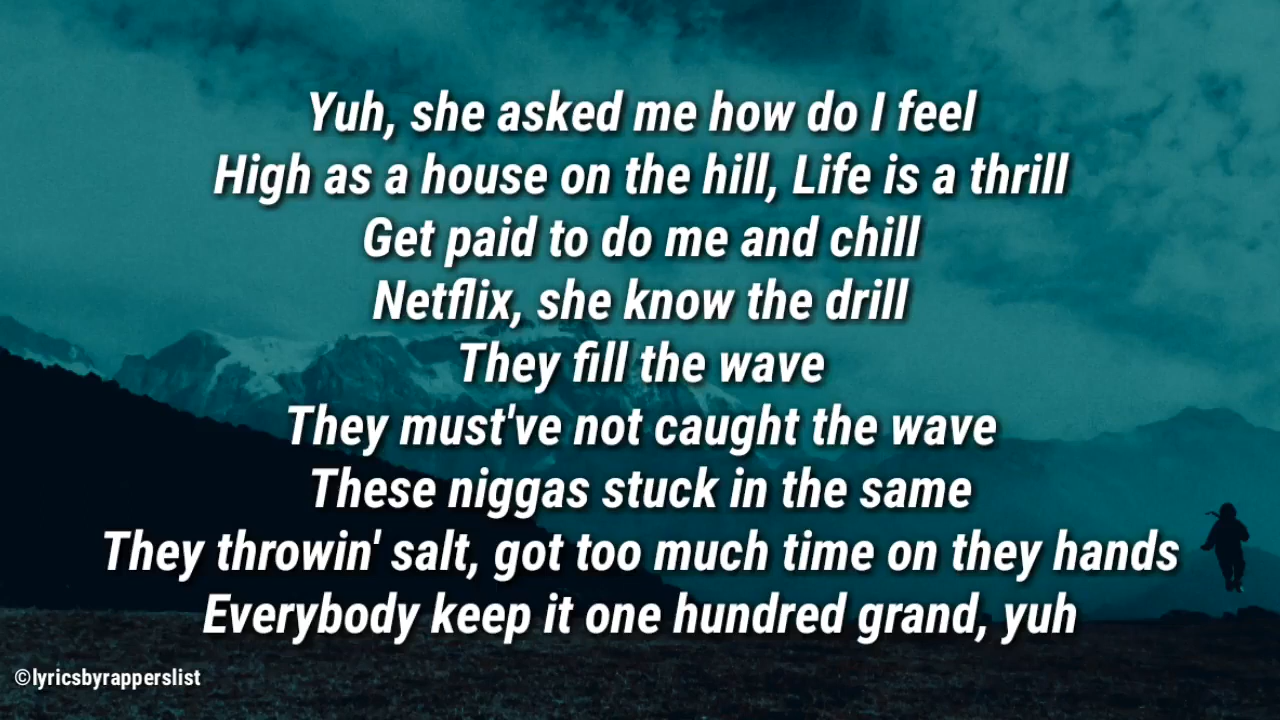 Yuh, she asked me how do I feel
High as a house on the hill, Life is a thrill
Get paid to do me and chill
Netflix, she know the drill
They fill the wave
They must've not caught the wave
These niggas stuck in the same
They throwin' salt, got too much time on they hands
Everybody keep it one hundred grand, yuh
©lyricsbyrapperslist